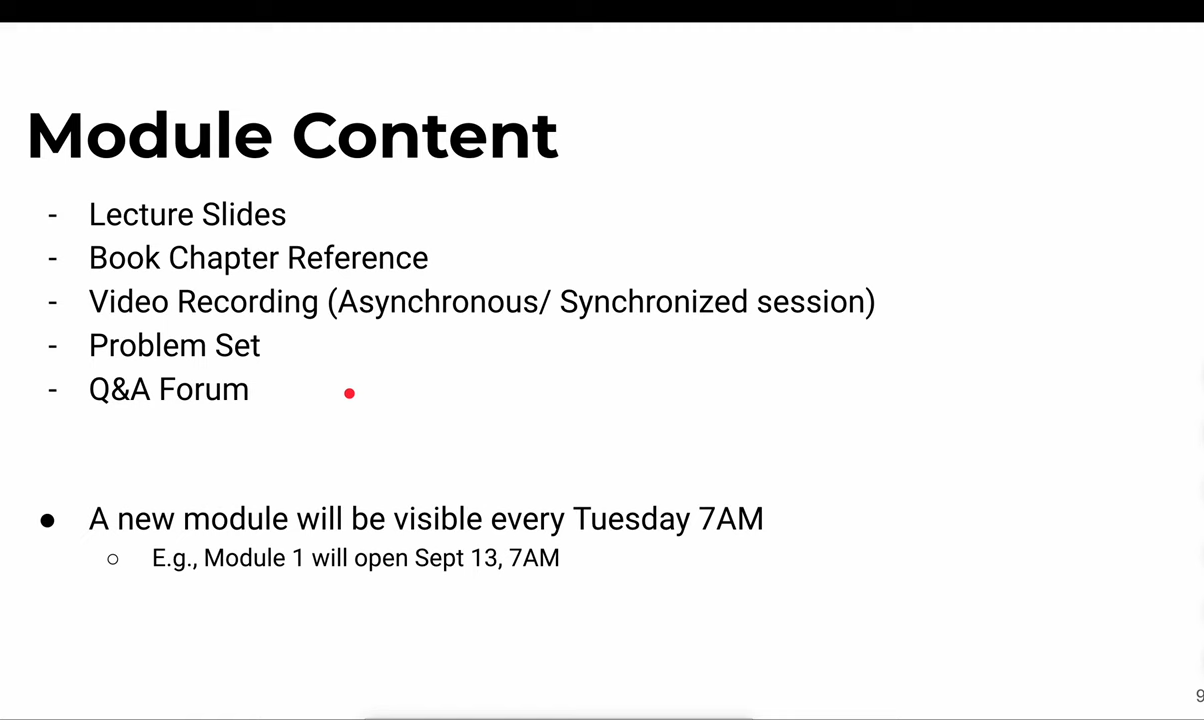 Module Content
- Lecture Slides
- Book Chapter Reference
- Video Recording (Asynchronous/ Synchronized session)
- Problem Set
- Q&A Forum
● A new module will be visible every Tuesday 7AM
○ E.g., Module 1 will open Sept 13, 7AM
9